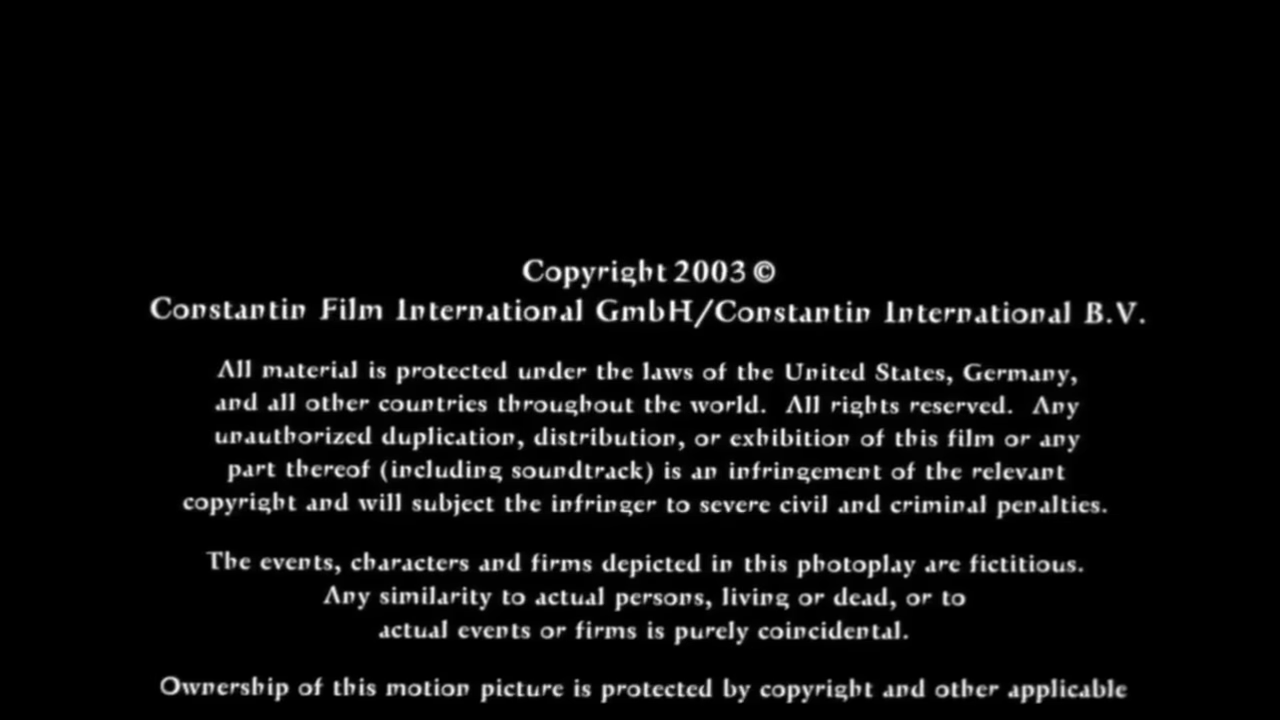 Copyright 2003 ©
Constantin Film International GmbH/Constantin International B.V.
All material is protected under the laws of the United States, Germany,
and all other countries throughout the world. All rights reserved. Any
unauthorized duplication, distribution, or exhibition of this film or any
part thereof (including soundtrack) is an infringement of the relevant
copyright and will subject the infringer to severe civil and criminal penalties.
The events, characters and firms depicted in this photoplay are fictitious.
Any similarity to actual persons, living or dead, or to
actual events or firms is purely coincidental.
Ownership of this motion picture is protected by copyright and other applicable